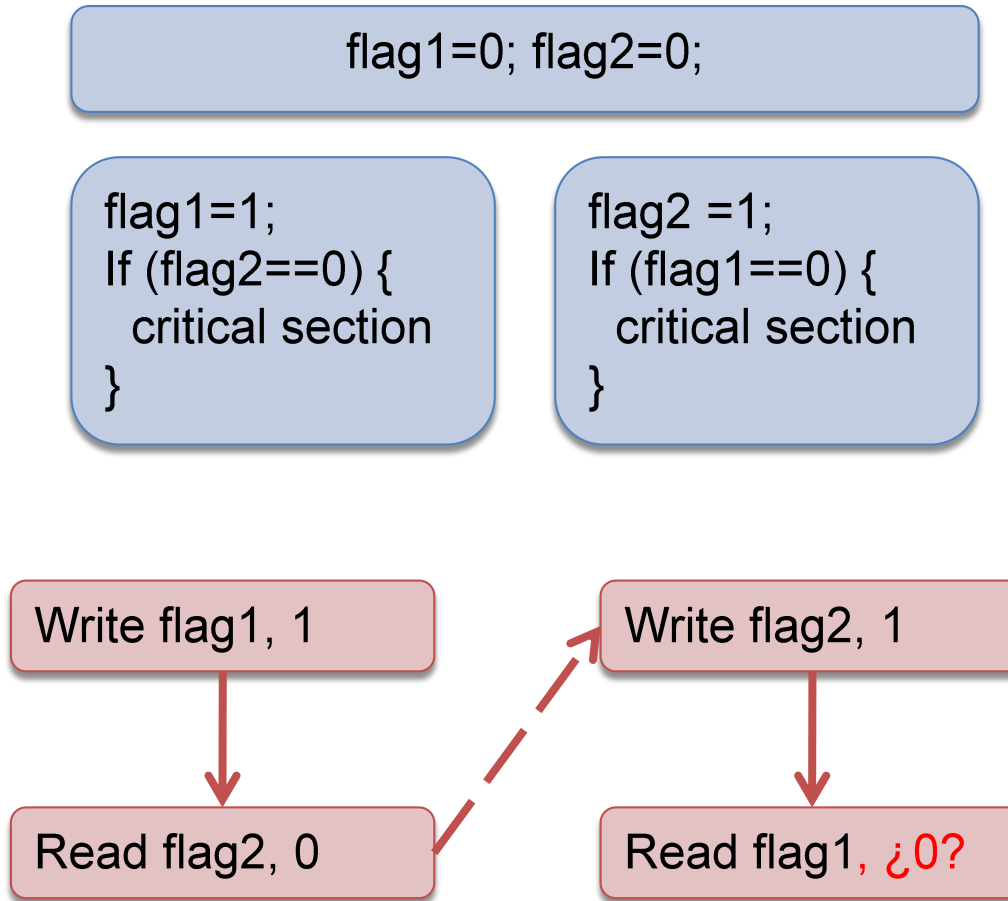 flag1=0; flag2=0;
flag1=1;
If (flag2==0) {
critical section
}
flag2 =1;
If (flag1==0) {
critical section
}
Write flag1, 1
Write flag2, 1
Read flag2, 0
Read flag1, ¿0?